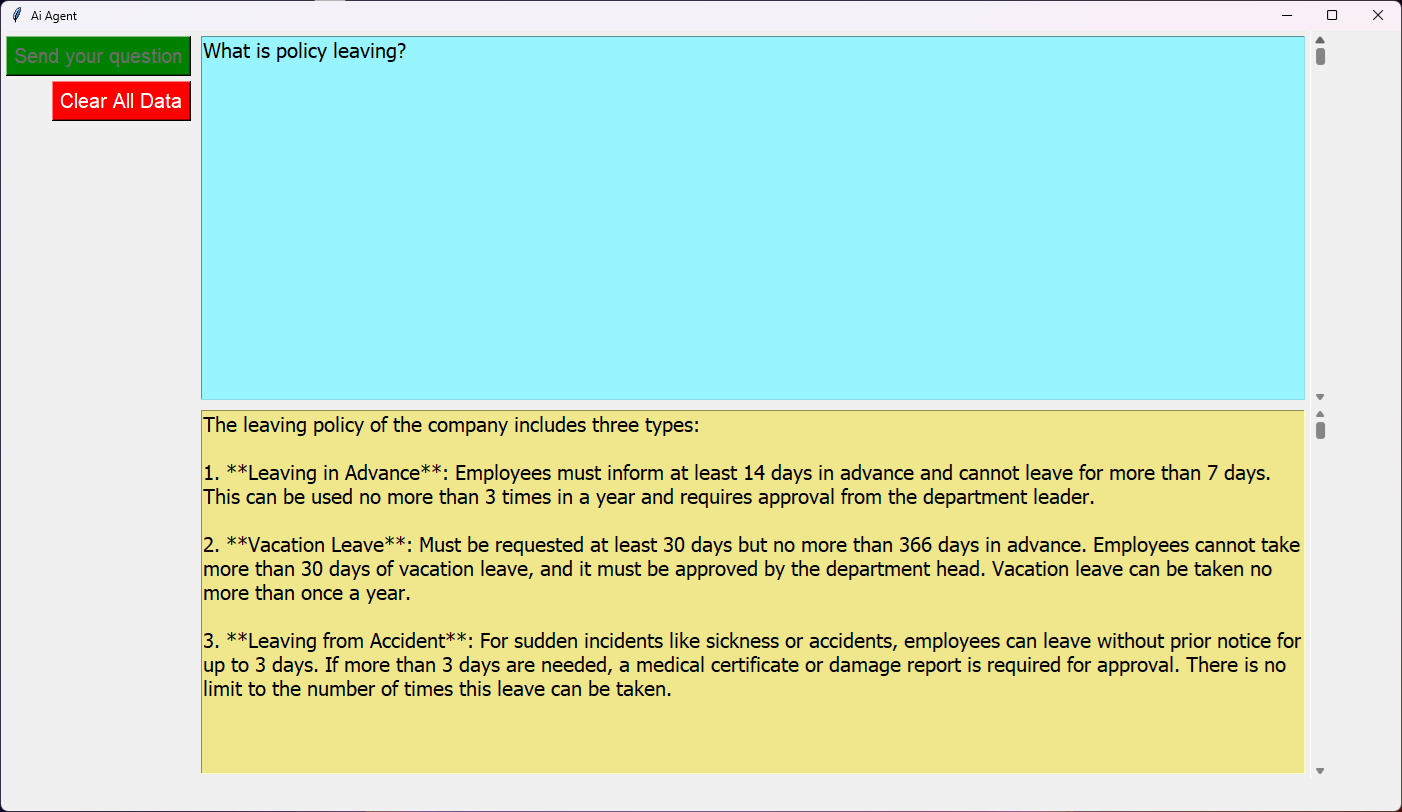 Ai Agent
Send your question
Clear All Data
What is policy leaving?
The leaving policy of the company includes three types:
1. **Leaving in Advance**: Employees must inform at least 14 days in advance and cannot leave for more than 7 days.
This can be used no more than 3 times in a year and requires approval from the department leader.
2. **Vacation Leave**: Must be requested at least 30 days but no more than 366 days in advance. Employees cannot take
more than 30 days of vacation leave, and it must be approved by the department head. Vacation leave can be taken no
more than once a year.
3. **Leaving from Accident**: For sudden incidents like sickness or accidents, employees can leave without prior notice for
up to 3 days. If more than 3 days are needed, a medical certificate or damage report is required for approval. There is no
limit to the number of times this leave can be taken.